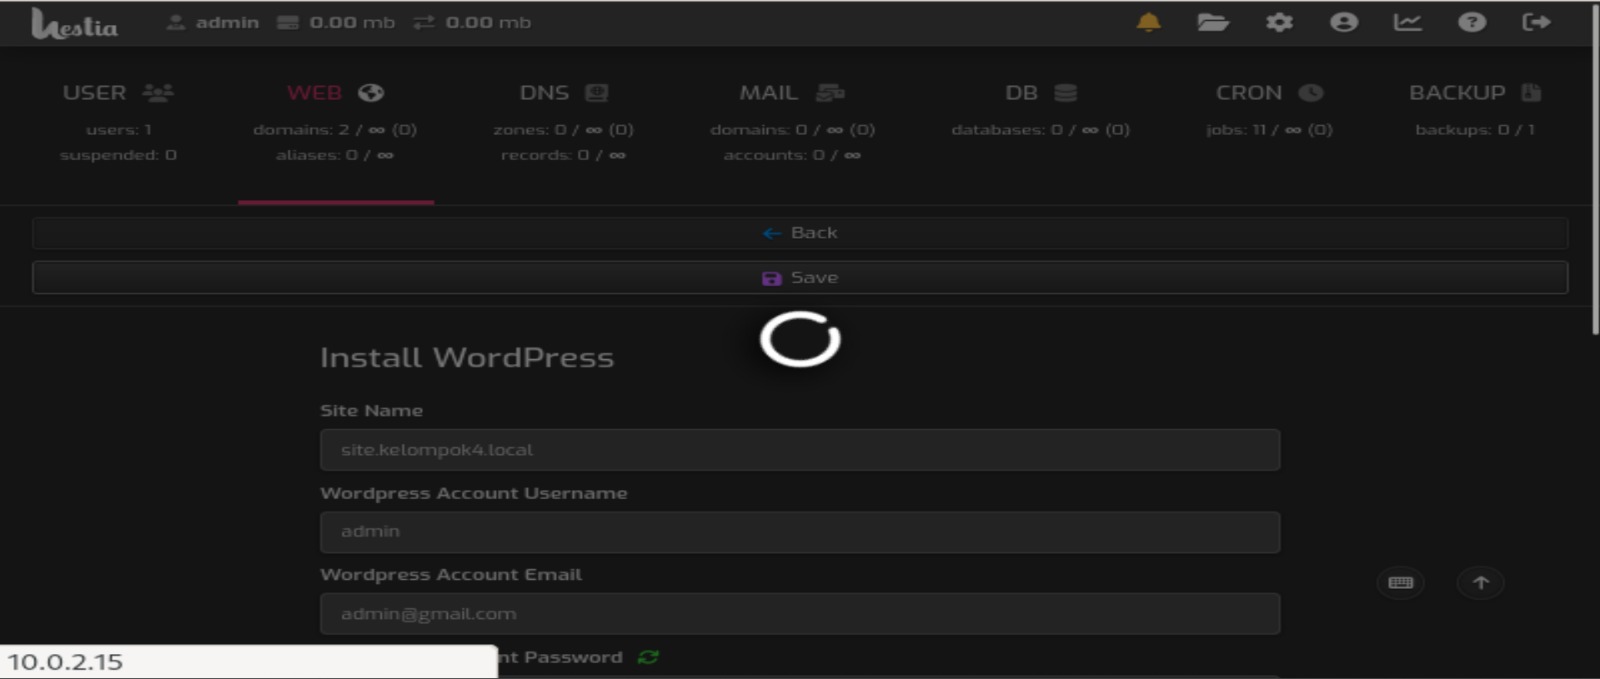 Hestia admin 0.00 mb 0.00 mb
USER WEB DNS MAIL DB CRON BACKUP
users: 1 domains: 2 / ∞ (0) zones: 0 / ∞ (0) domains: 0 / ∞ (0) databases: 0 / ∞ (0) jobs: 11 / ∞ (0) backups: 0 / 1
suspended: 0 aliases: 0 / ∞ records: 0 / ∞ accounts: 0 / ∞
Back
Save
Install WordPress
Site Name
site.kelompok4.local
Wordpress Account Username
admin
Wordpress Account Email
admin@gmail.com
nt Password
10.0.2.15